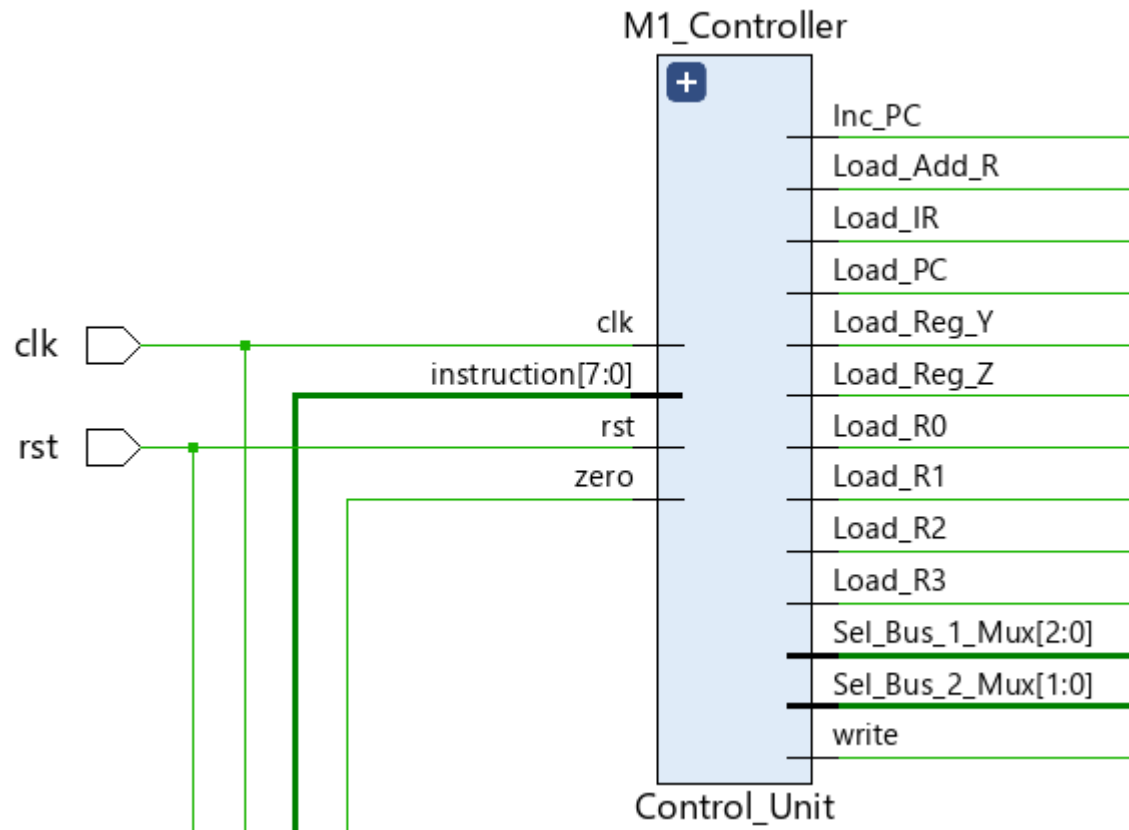 M1_Controller
+
Inc_PC
Load_Add_R
Load_IR
Load_PC
clk
clk
Load_Reg_Y
instruction[7:0]
Load_Reg_Z
rst
rst
Load_R0
zero
Load_R1
Load_R2
Load_R3
Sel_Bus_1_Mux[2:0]
Sel_Bus_2_Mux[1:0]
write
Control_Unit